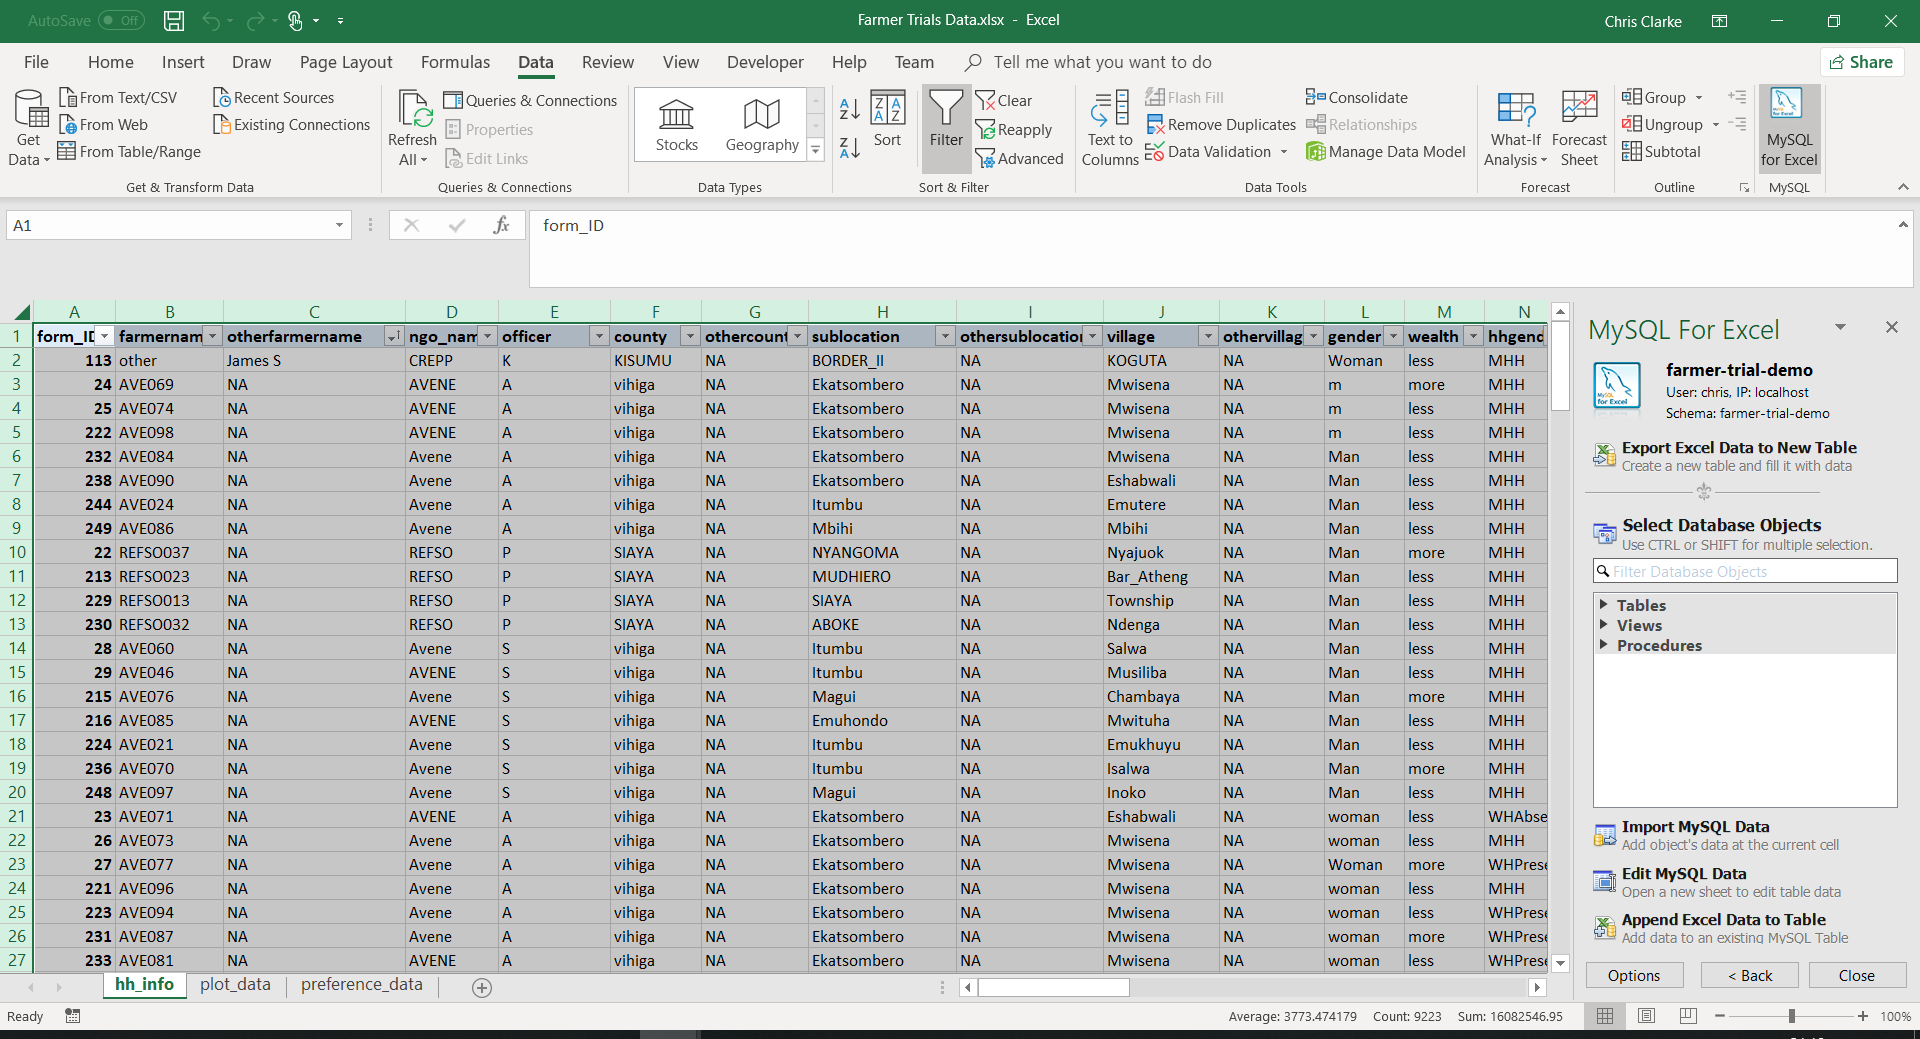 AutoSave Off
Farmer Trials Data.xlsx - Excel
Chris Clarke
File Home Insert Draw Page Layout Formulas Data Review View Developer Help Team Tell me what you want to do Share
Get Data
From Text/CSV
From Web
From Table/Range
Recent Sources
Existing Connections
Get & Transform Data
Refresh All
Queries & Connections
Properties
Edit Links
Queries & Connections
Stocks Geography
Data Types
Sort
Filter
Clear
Reapply
Advanced
Sort & Filter
Text to Columns
Flash Fill
Remove Duplicates
Data Validation
Consolidate
Relationships
Manage Data Model
Data Tools
What-If Analysis
Forecast Sheet
Forecast
Group
Ungroup
Subtotal
Outline
MySQL for Excel
MySQL
A1 fx form_ID
A B C D E F G H I J K L M N
1 form_ID farmernam otherfarmername ngo_nam officer county othercount sublocation othersublocation village othervillag gender wealth hhgend
2 113 other James S CREPP K KISUMU NA BORDER_II NA KOGUTA NA Woman less MHH
3 24 AVE069 NA AVENE A vihiga NA Ekatsombero NA Mwisena NA m more MHH
4 25 AVE074 NA AVENE A vihiga NA Ekatsombero NA Mwisena NA m less MHH
5 222 AVE098 NA AVENE A vihiga NA Ekatsombero NA Mwisena NA m less MHH
6 232 AVE084 NA Avene A vihiga NA Ekatsombero NA Mwisena NA Man less MHH
7 238 AVE090 NA Avene A vihiga NA Ekatsombero NA Eshabwali NA Man less MHH
8 244 AVE024 NA Avene A vihiga NA Itumbu NA Emutere NA Man less MHH
9 249 AVE086 NA Avene A vihiga NA Mbihi NA Mbihi NA Man less MHH
10 22 REFSO037 NA REFSO P SIAYA NA NYANGOMA NA Nyajuok NA Man more MHH
11 213 REFSO023 NA REFSO P SIAYA NA MUDHIERO NA Bar_Atheng NA Man less MHH
12 229 REFSO013 NA REFSO P SIAYA NA SIAYA NA Township NA Man less MHH
13 230 REFSO032 NA REFSO P SIAYA NA ABOKE NA Ndenga NA Man less MHH
14 28 AVE060 NA Avene S vihiga NA Itumbu NA Salwa NA Man less MHH
15 29 AVE046 NA AVENE S vihiga NA Itumbu NA Musiliba NA Man less MHH
16 215 AVE076 NA Avene S vihiga NA Magui NA Chambaya NA Man more MHH
17 216 AVE085 NA AVENE S vihiga NA Emuhondo NA Mwituha NA Man less MHH
18 224 AVE021 NA Avene S vihiga NA Itumbu NA Emukhuyu NA Man less MHH
19 236 AVE070 NA Avene S vihiga NA Itumbu NA Isalwa NA Man more MHH
20 248 AVE097 NA Avene S vihiga NA Magui NA Inoko NA Man less MHH
21 23 AVE071 NA AVENE A vihiga NA Ekatsombero NA Eshabwali NA woman less WHAbse
22 26 AVE073 NA Avene A vihiga NA Ekatsombero NA Mwisena NA woman less MHH
23 27 AVE077 NA Avene A vihiga NA Ekatsombero NA Mwisena NA Woman more WHPrese
24 221 AVE096 NA Avene A vihiga NA Ekatsombero NA Mwisena NA woman less MHH
25 223 AVE094 NA Avene A vihiga NA Ekatsombero NA Mwisena NA woman less WHPrese
26 231 AVE087 NA Avene A vihiga NA Ekatsombero NA Mwisena NA woman more WHPrese
27 233 AVE081 NA AVENE A vihiga NA Ekatsombero NA Mwisena NA woman less WHPrese
hh_info plot_data preference_data
MySQL For Excel
MySQL for Excel
farmer-trial-demo
User: chris, IP: localhost
Schema: farmer-trial-demo
Export Excel Data to New Table
Create a new table and fill it with data
Select Database Objects
Use CTRL or SHIFT for multiple selection.
Filter Database Objects
Tables
Views
Procedures
Import MySQL Data
Add object's data at the current cell
Edit MySQL Data
Open a new sheet to edit table data
Append Excel Data to Table
Add data to an existing MySQL Table
Options < Back Close
Ready Average: 3773.474179 Count: 9223 Sum: 16082546.95 100%